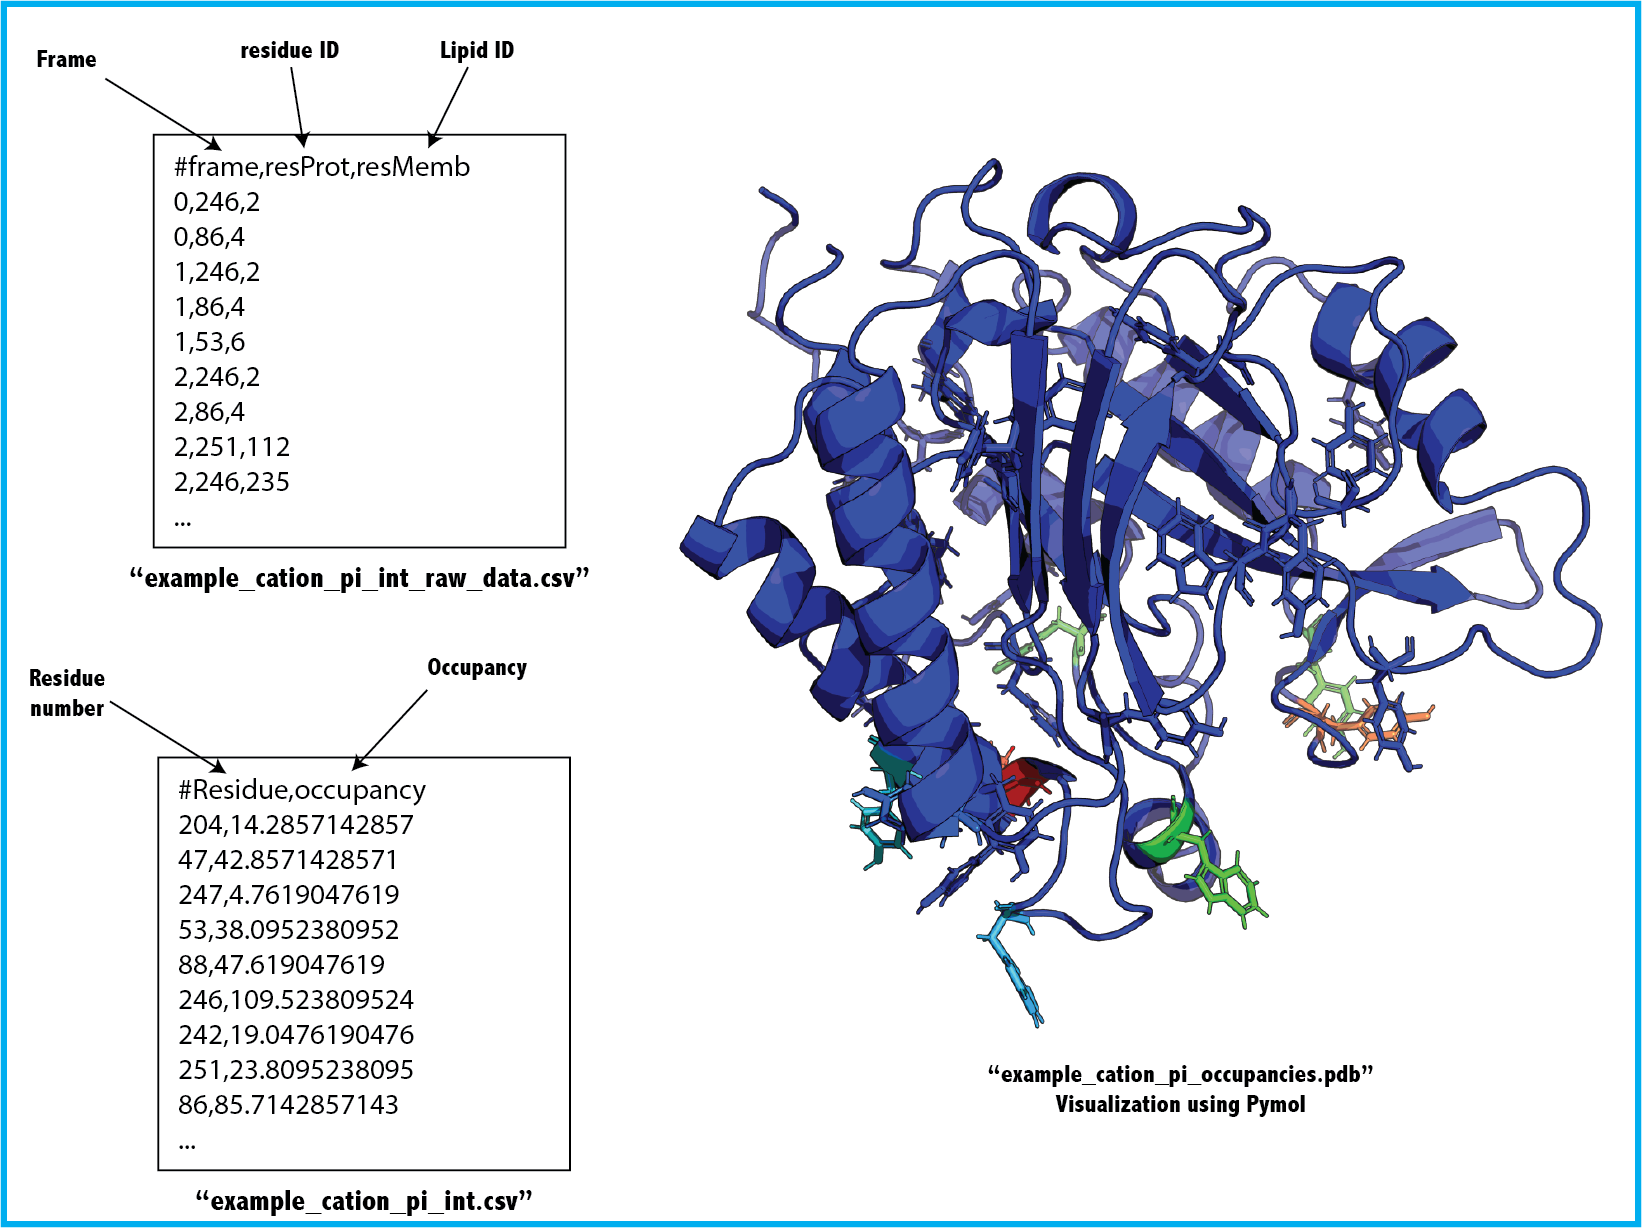 Frame
residue ID
Lipid ID
#frame,resProt,resMemb
0,246,2
0,86,4
1,246,2
1,86,4
1,53,6
2,246,2
2,86,4
2,251,112
2,246,235
...
“example_cation_pi_int_raw_data.csv”
Residue
number
Occupancy
#Residue,occupancy
204,14.2857142857
47,42.8571428571
247,4.7619047619
53,38.0952380952
88,47.619047619
246,109.523809524
242,19.0476190476
251,23.8095238095
86,85.7142857143
...
“example_cation_pi_int.csv”
“example_cation_pi_occupancies.pdb”
Visualization using Pymol